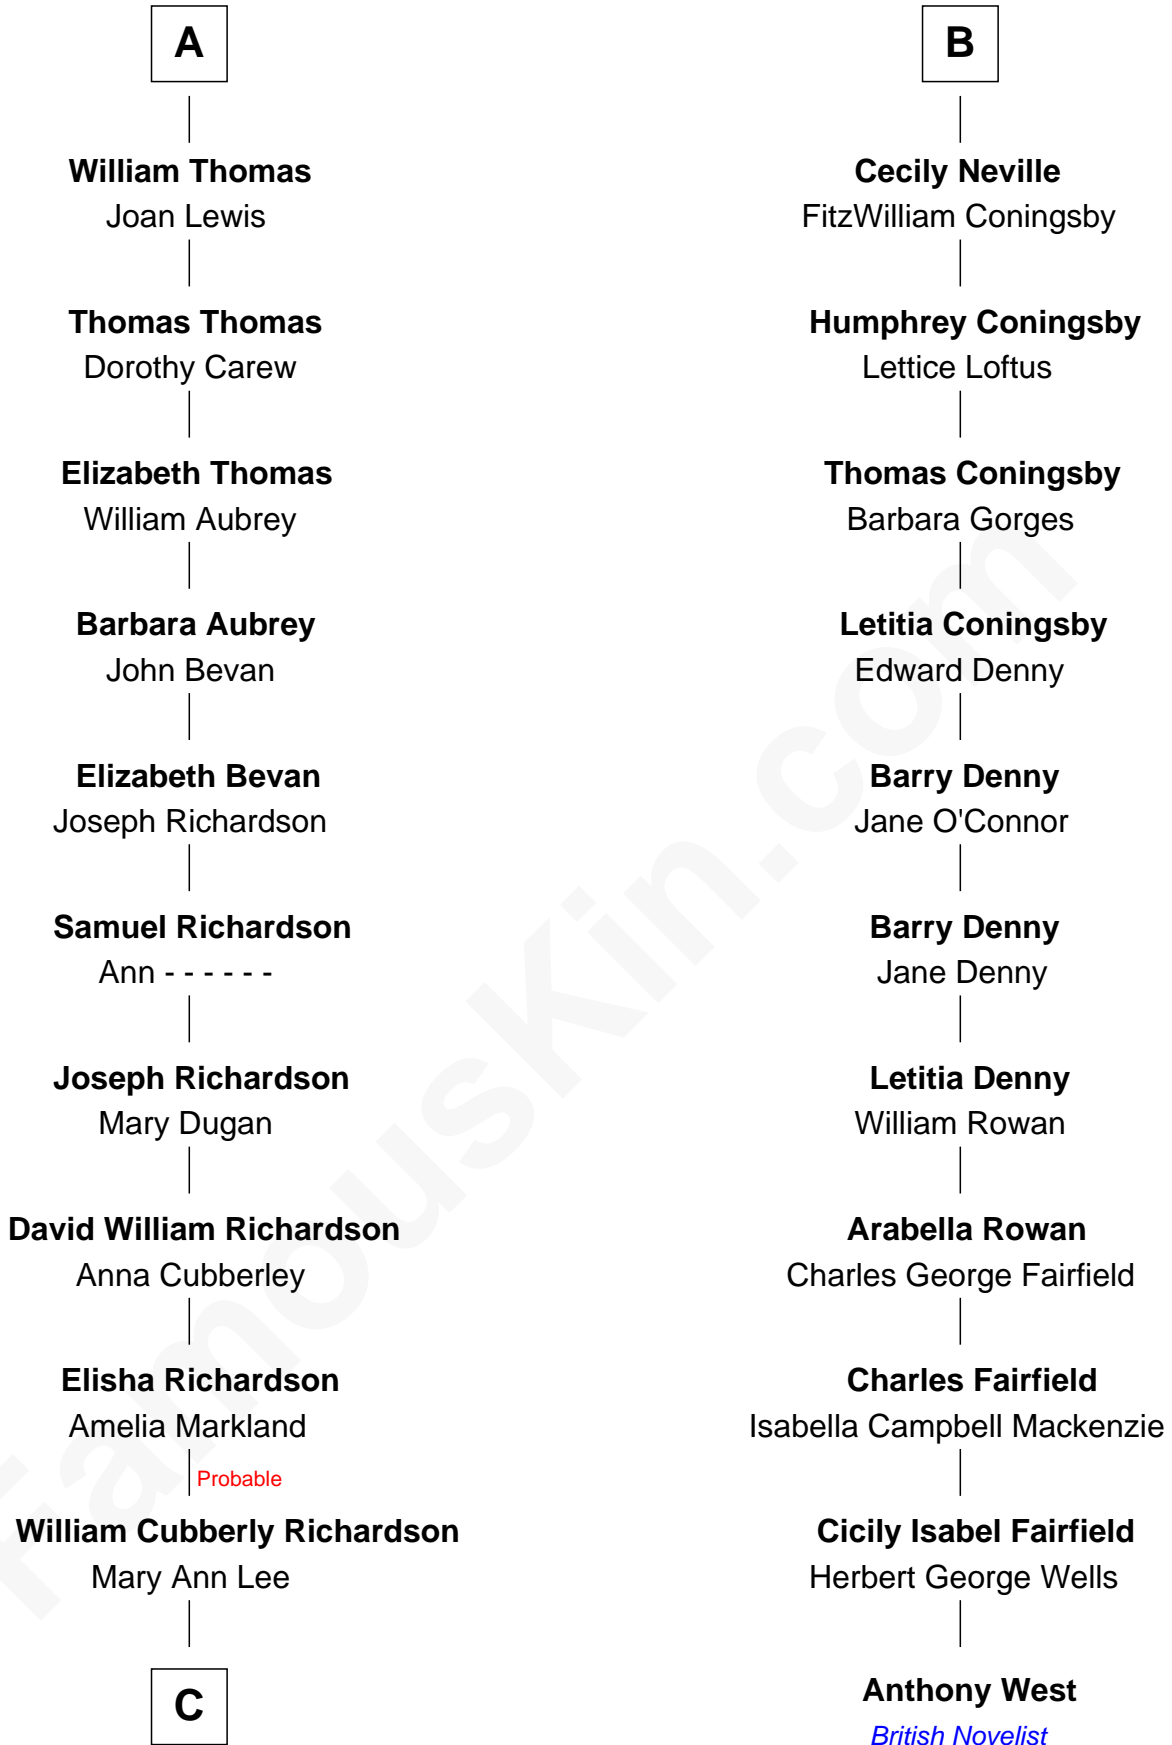 A
William Thomas
Joan Lewis
Thomas Thomas
Dorothy Carew
Elizabeth Thomas
William Aubrey
Barbara Aubrey
John Bevan
Elizabeth Bevan
Joseph Richardson
Samuel Richardson
Ann - - - - - -
Joseph Richardson
Mary Dugan
David William Richardson
Anna Cubberley
Elisha Richardson
Amelia Markland
Probable
William Cubberly Richardson
Mary Ann Lee
C
B
Cecily Neville
FitzWilliam Coningsby
Humphrey Coningsby
Lettice Loftus
Thomas Coningsby
Barbara Gorges
Letitia Coningsby
Edward Denny
Barry Denny
Jane O'Connor
Barry Denny
Jane Denny
Letitia Denny
William Rowan
Arabella Rowan
Charles George Fairfield
Charles Fairfield
Isabella Campbell Mackenzie
Cicily Isabel Fairfield
Herbert George Wells
Anthony West
British Novelist
FamousKin.com